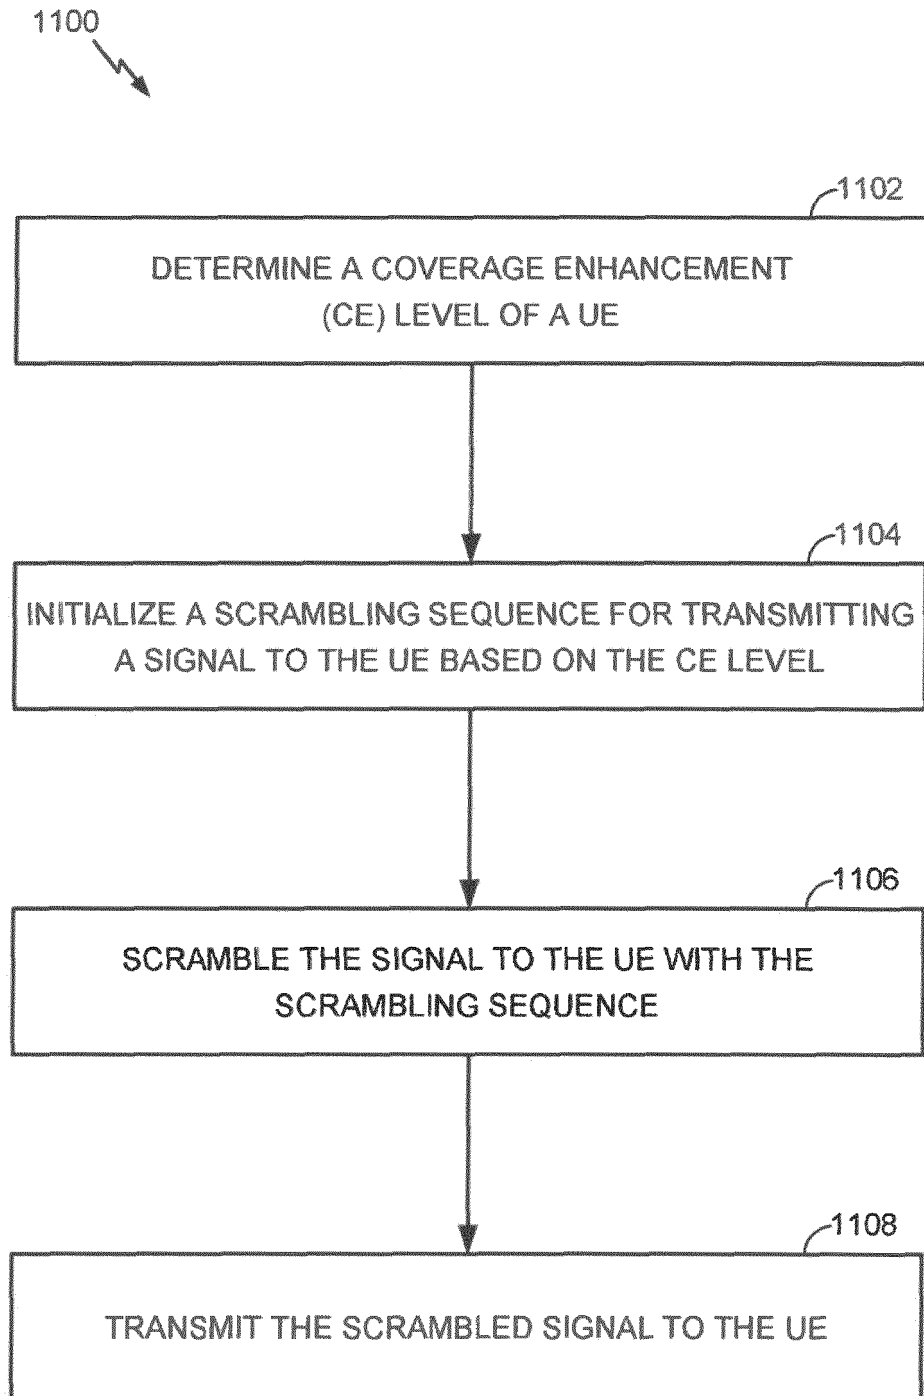 1100
1102
DETERMINE A COVERAGE ENHANCEMENT
(CE) LEVEL OF A UE
1104
INITIALIZE A SCRAMBLING SEQUENCE FOR TRANSMITTING
A SIGNAL TO THE UE BASED ON THE CE LEVEL
1106
SCRAMBLE THE SIGNAL TO THE UE WITH THE
SCRAMBLING SEQUENCE
1108
TRANSMIT THE SCRAMBLED SIGNAL TO THE UE